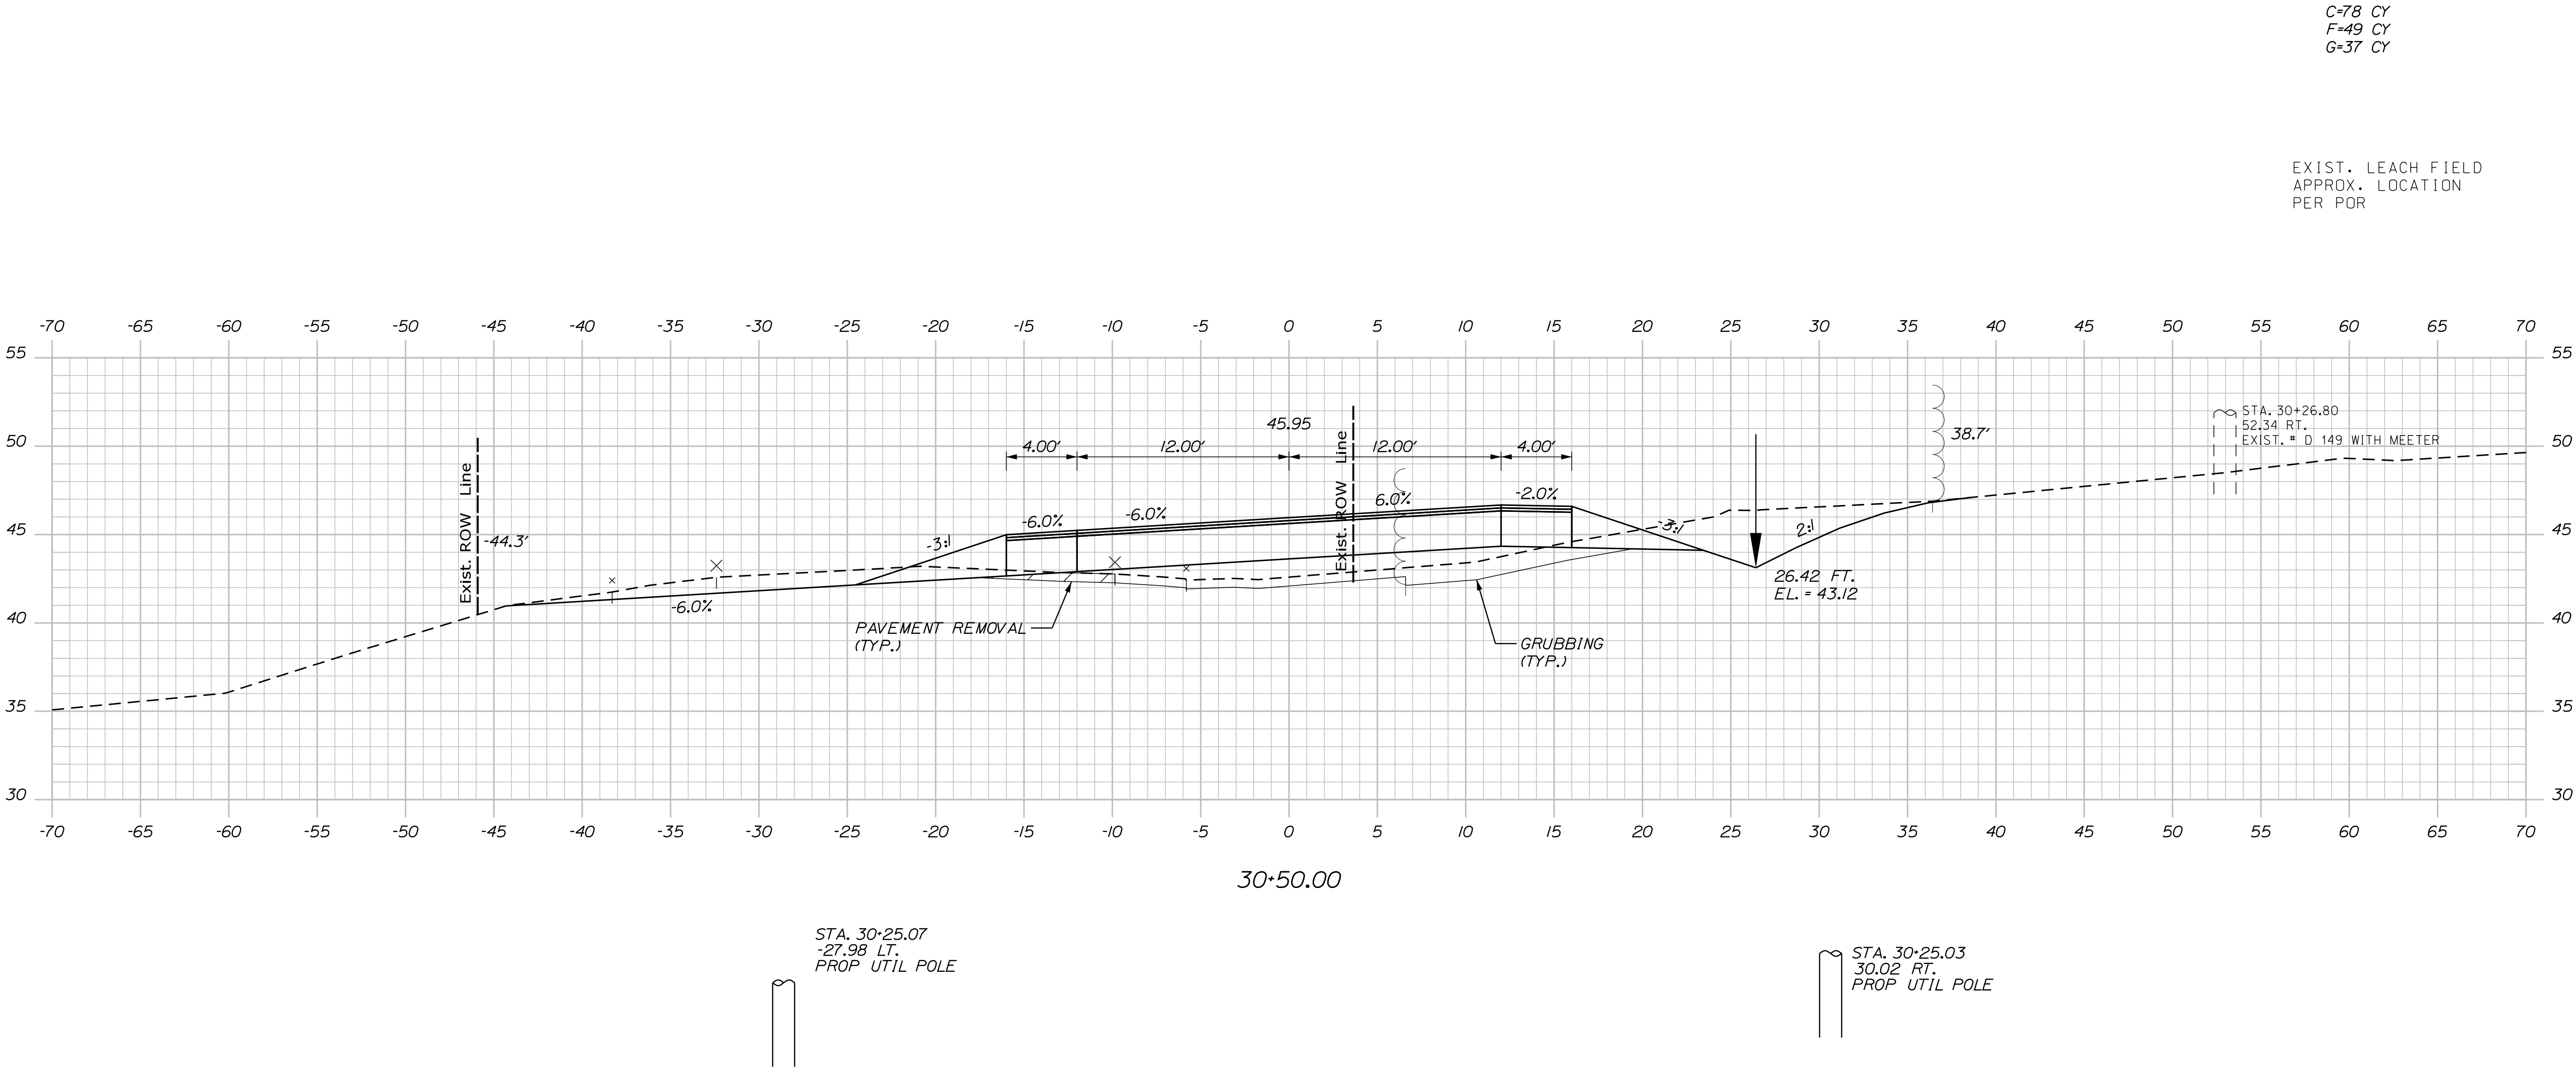 C=78 CY
F=49 CY
G=37 CY
EXIST. LEACH FIELD
APPROX. LOCATION
PER POR
-70 -65 -60 -55 -50 -45 -40 -35 -30 -25 -20 -15 -10 -5 0 5 10 15 20 25 30 35 40 45 50 55 60 65 70
55 55
50 50
45 45
40 40
35 35
30 30
Exist. ROW Line
-44.3'
-6.0%
-3:1
4.00'
12.00'
45.95
12.00'
4.00'
-6.0%
-6.0%
Exist. ROW Line
6.0%
-2.0%
-3:1
2:1
38.7'
STA. 30+26.80
52.34 RT.
EXIST. # D 149 WITH MEETER
26.42 FT.
EL. = 43.12
PAVEMENT REMOVAL
(TYP.)
GRUBBING
(TYP.)
-70 -65 -60 -55 -50 -45 -40 -35 -30 -25 -20 -15 -10 -5 0 5 10 15 20 25 30 35 40 45 50 55 60 65 70
30+50.00
STA. 30+25.07
-27.98 LT.
PROP UTIL POLE
STA. 30+25.03
30.02 RT.
PROP UTIL POLE